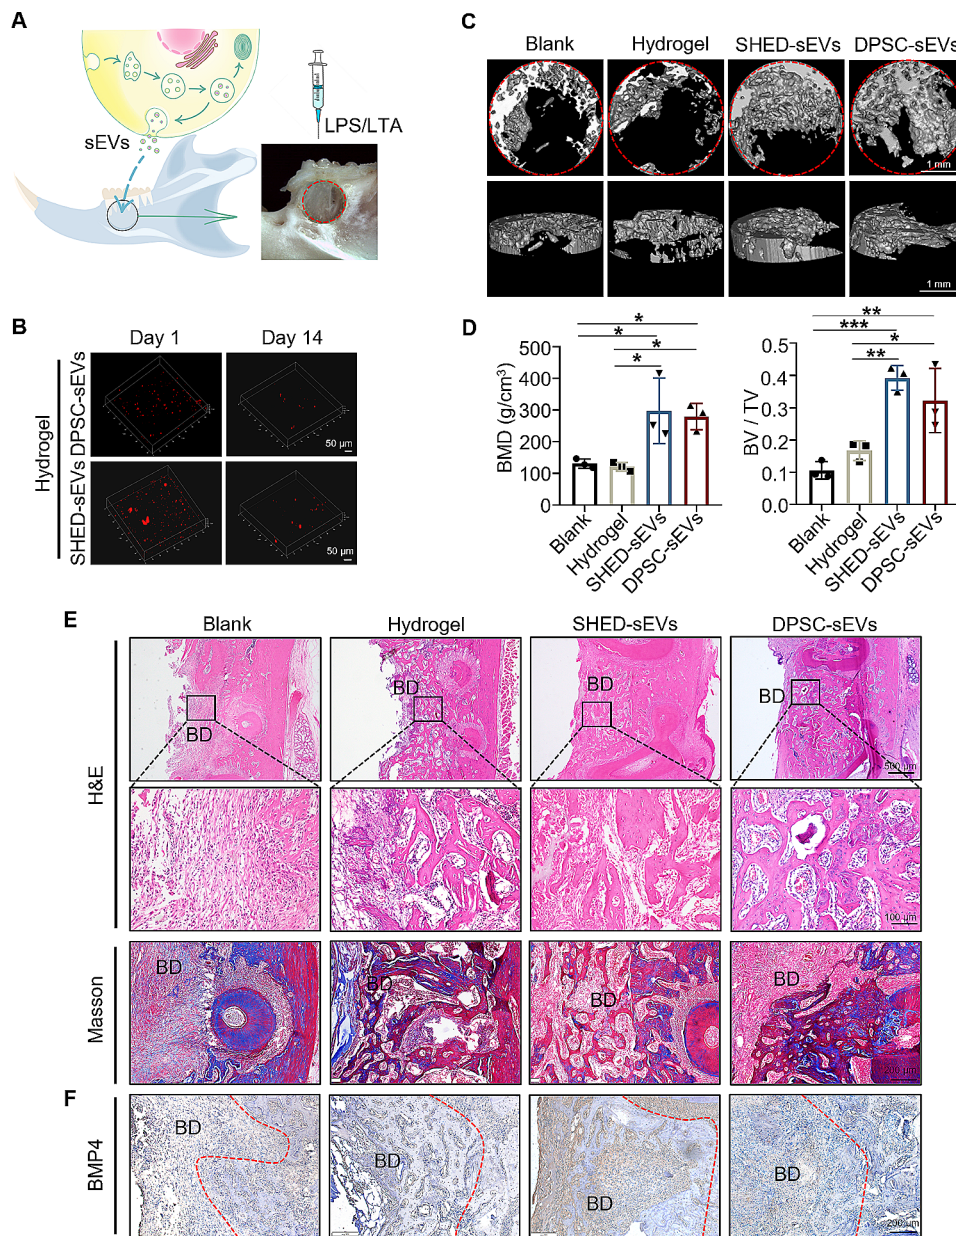 A
sEVs
LPS/LTA
B
Day 1
Day 14
Hydrogel
DPSC-sEVs
SHED-sEVs
50 µm
50 µm
C
Blank
Hydrogel
SHED-sEVs
DPSC-sEVs
1 mm
1 mm
D
BMD (g/cm³)
500
400
300
200
100
0
*
*
*
*
Blank
Hydrogel
SHED-sEVs
DPSC-sEVs
BV / TV
0.5
0.4
0.3
0.2
0.1
0.0
**
***
*
**
Blank
Hydrogel
SHED-sEVs
DPSC-sEVs
E
Blank
Hydrogel
SHED-sEVs
DPSC-sEVs
H&E
BD
BD
BD
BD
500 µm
100 µm
Masson
BD
BD
BD
BD
200 µm
F
BMP4
BD
BD
BD
BD
200 µm